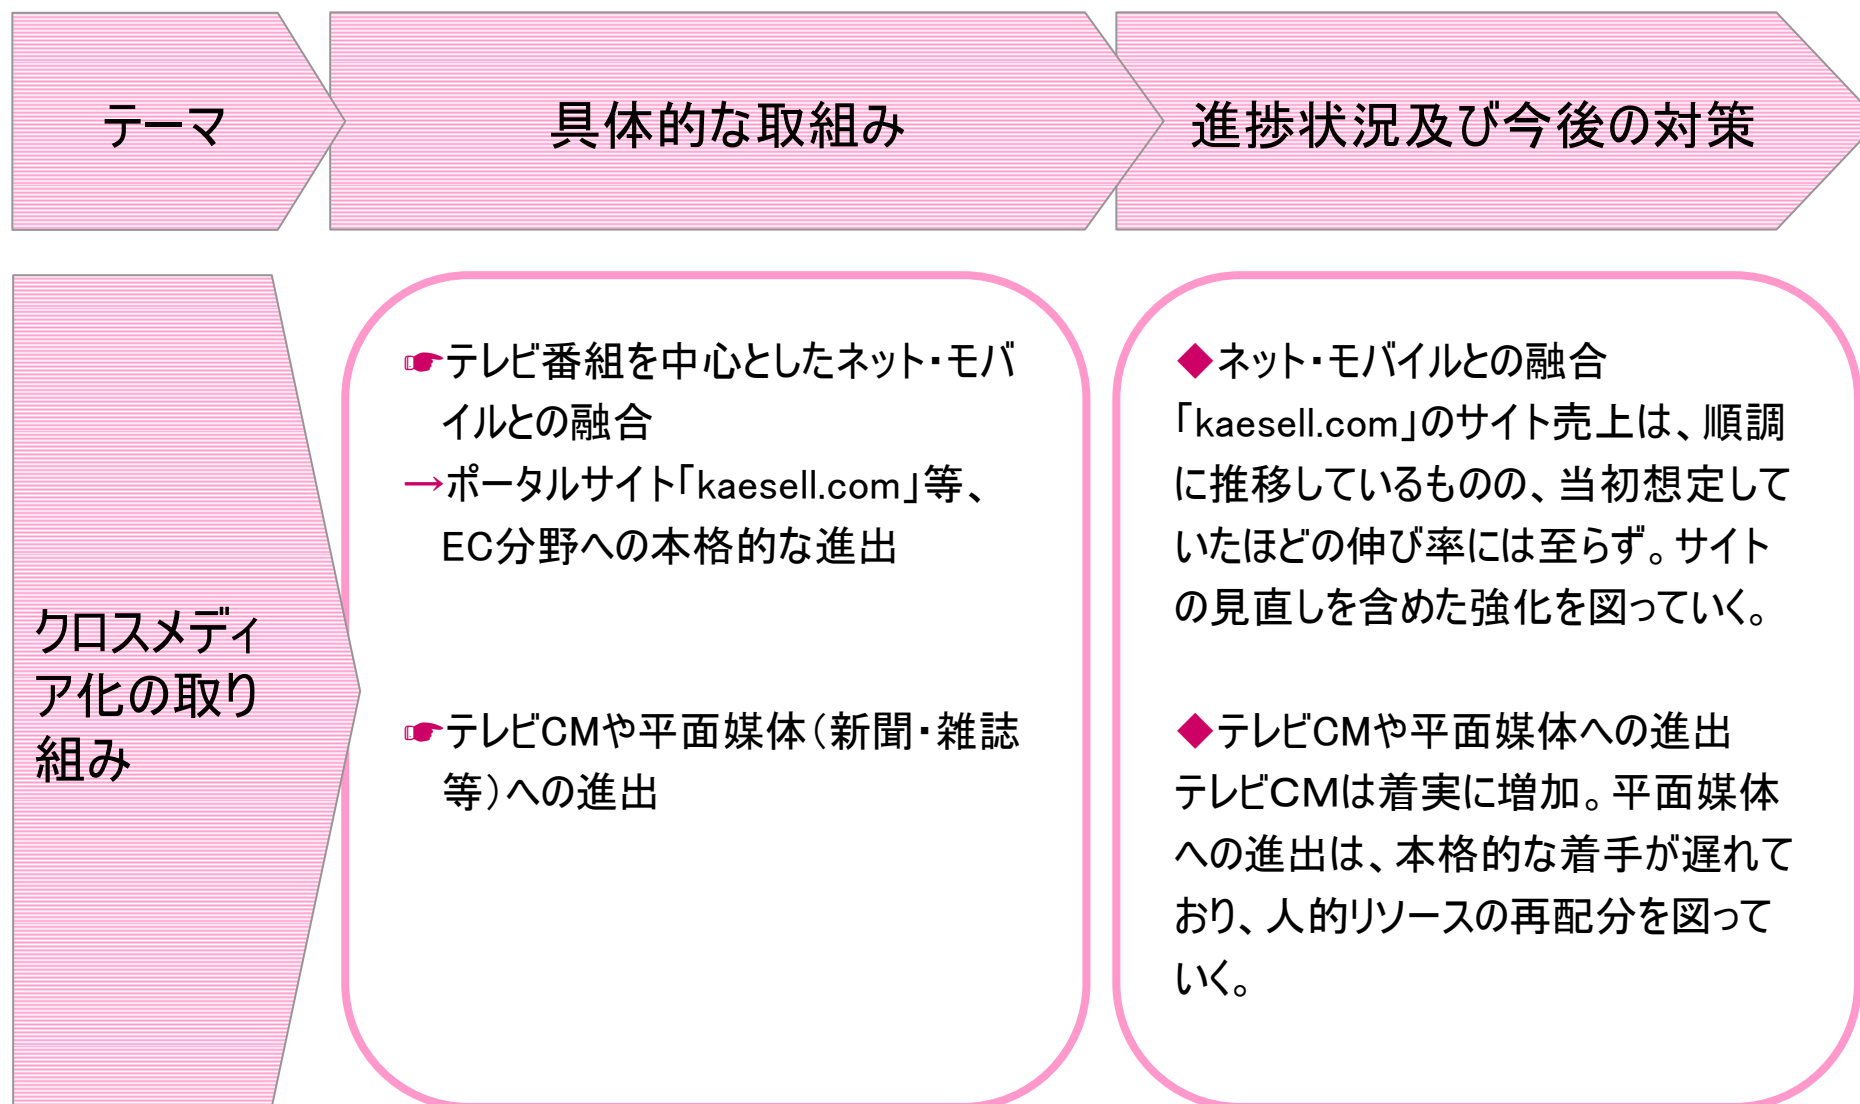 テーマ
具体的な取組み
進捗状況及び今後の対策
クロスメディ
ア化の取り
組み
☛テレビ番組を中心としたネット・モバ
イルとの融合
→ポータルサイト「kaesell.com」等、
EC分野への本格的な進出
☛テレビCMや平面媒体(新聞・雑誌
等)への進出
◆ネット・モバイルとの融合
「kaesell.com」のサイト売上は、順調
に推移しているものの、当初想定して
いたほどの伸び率には至らず。サイト
の見直しを含めた強化を図っていく。
◆テレビCMや平面媒体への進出
テレビCMは着実に増加。平面媒体
への進出は、本格的な着手が遅れて
おり、人的リソースの再配分を図って
いく。